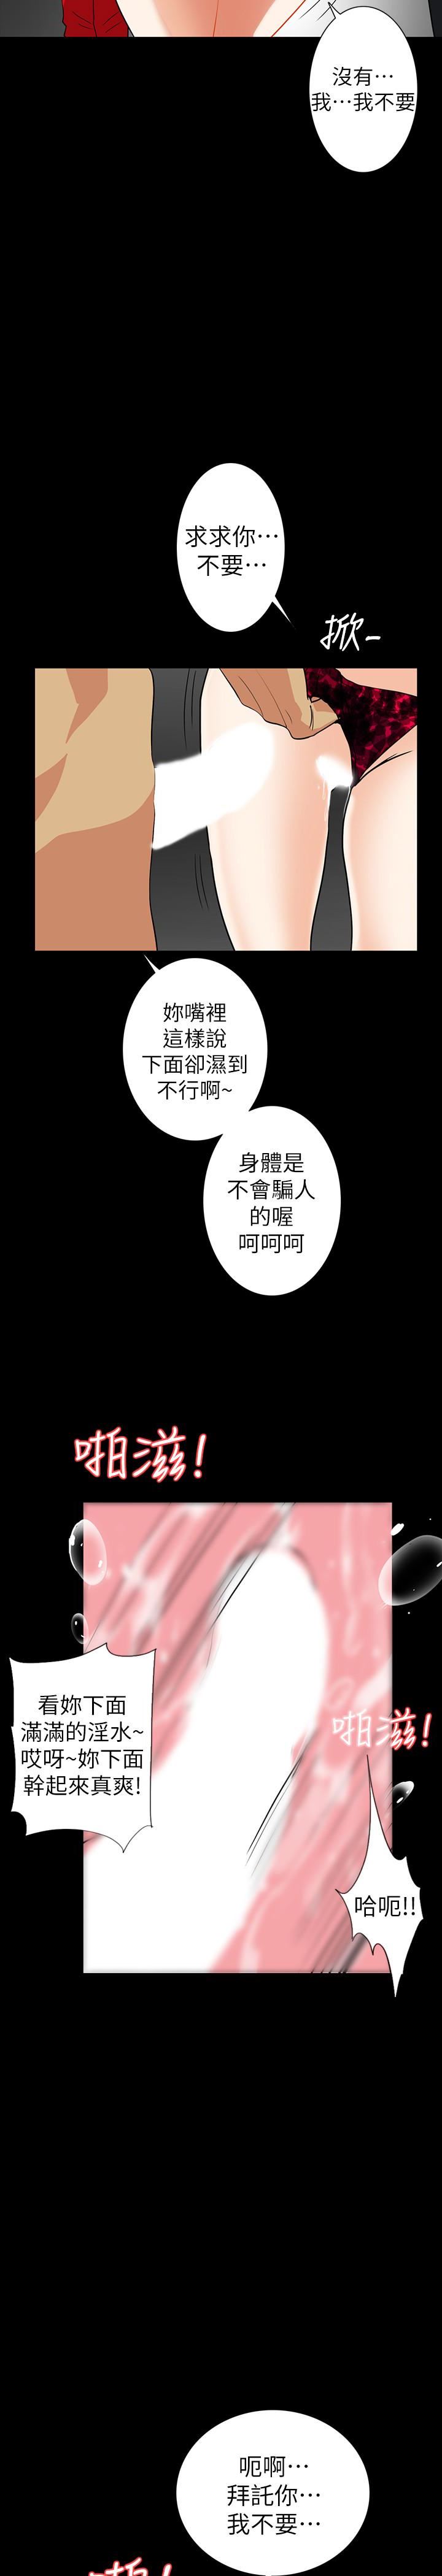 沒有⋯
我⋯我不要
求求你⋯
不要⋯
掀~
妳嘴裡
這樣說
下面卻濕到
不行啊~
身體是
不會騙人
的喔
呵呵呵
啪滋!
看妳下面
滿滿的淫水~
哎呀~妳下面
幹起來真爽!
啪滋!
哈呃!!
呃啊⋯
拜託你⋯
我不要⋯